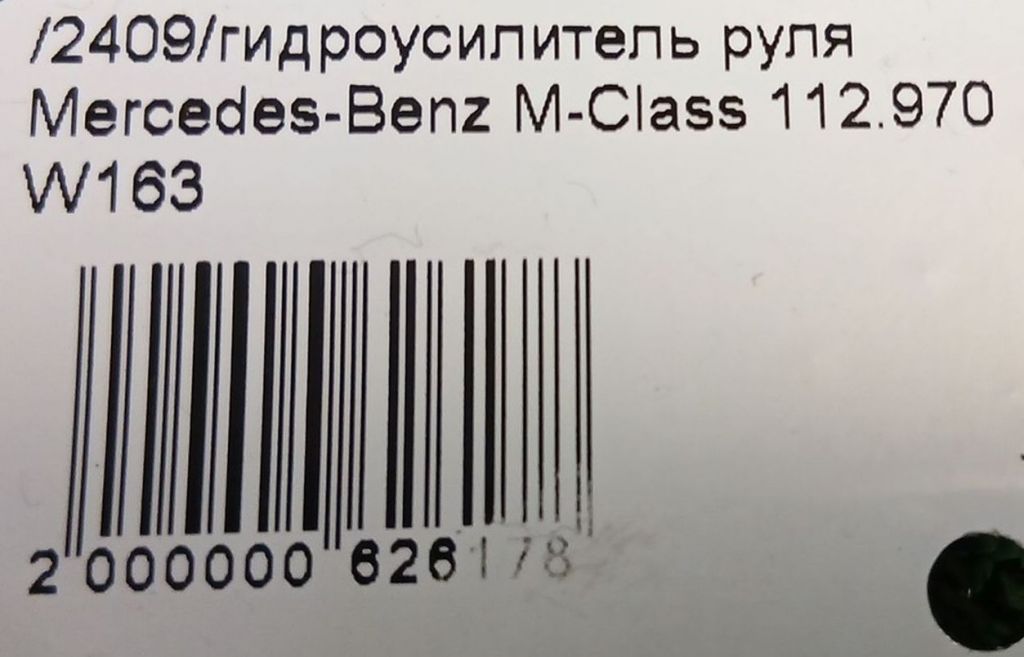 /2409/гидроусилитель руля
Mercedes-Benz M-Class 112.970
W163
2 000000 626178